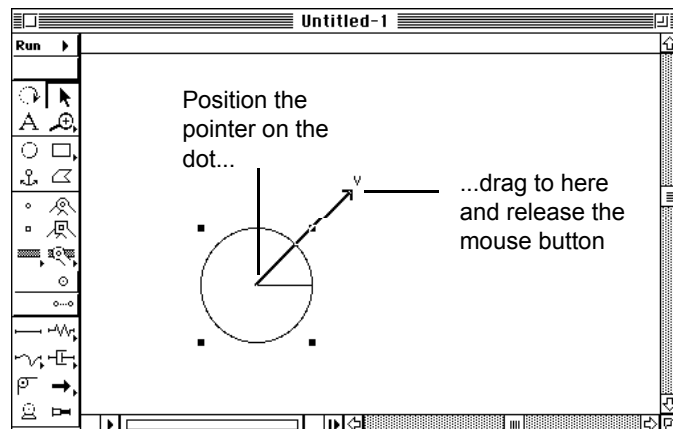 Untitled-1
Run
A
Position the
pointer on the
dot...
V
...drag to here
and release the
mouse button